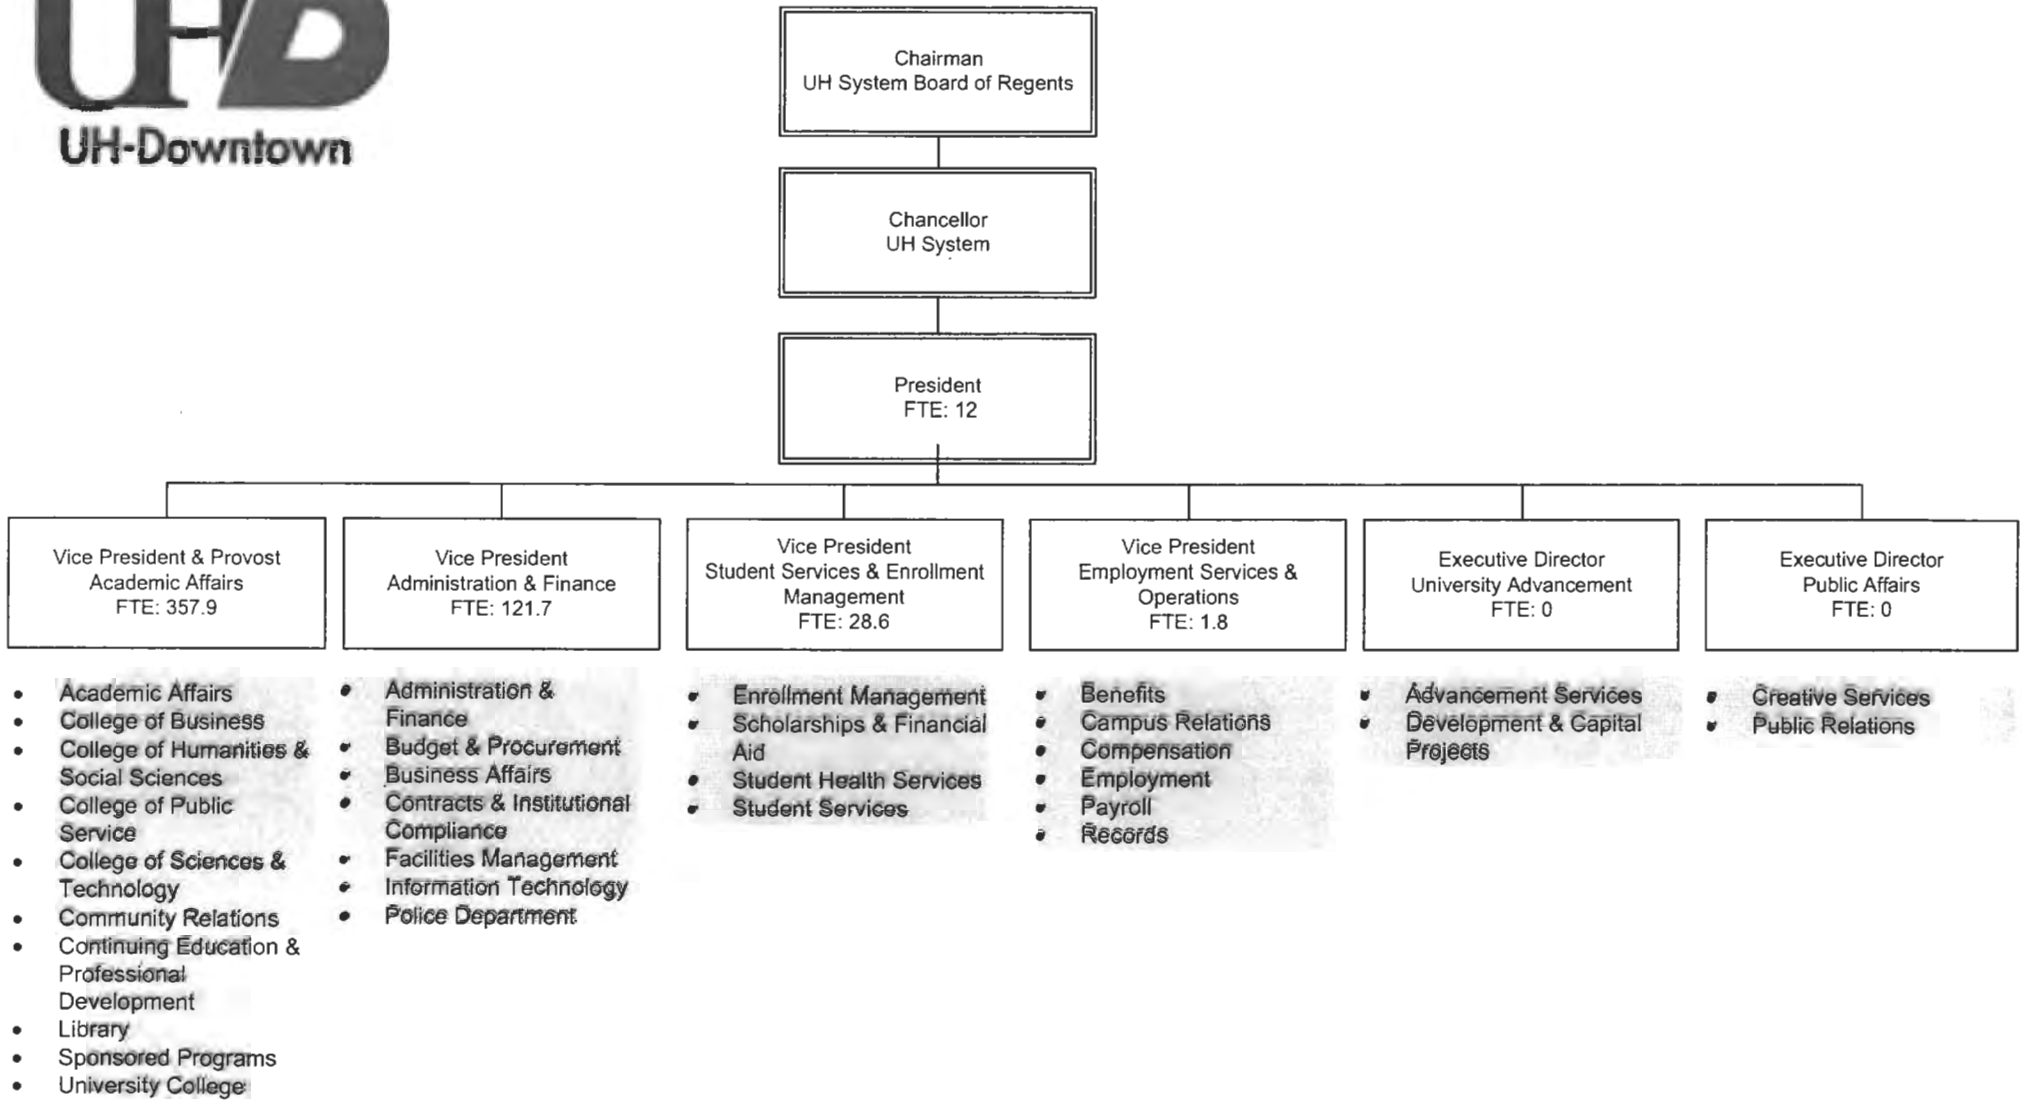 UHD
UH-Downtown
Chairman
UH System Board of Regents
Chancellor
UH System
President
FTE: 12
Vice President & Provost
Academic Affairs
FTE: 357.9
Vice President
Administration & Finance
FTE: 121.7
Vice President
Student Services & Enrollment
Management
FTE: 28.6
Vice President
Employment Services &
Operations
FTE: 1.8
Executive Director
University Advancement
FTE: 0
Executive Director
Public Affairs
FTE: 0
• Academic Affairs
• College of Business
• College of Humanities &
Social Sciences
• College of Public
Service
• College of Sciences &
Technology
• Community Relations
• Continuing Education &
Professional
Development
• Library
• Sponsored Programs
• University College
• Administration &
Finance
• Budget & Procurement
• Business Affairs
• Contracts & Institutional
Compliance
• Facilities Management
• Information Technology
• Police Department
• Enrollment Management
• Scholarships & Financial
Aid
• Student Health Services
• Student Services
• Benefits
• Campus Relations
• Compensation
• Employment
• Payroll
• Records
• Advancement Services
• Development & Capital
Projects
• Creative Services
• Public Relations